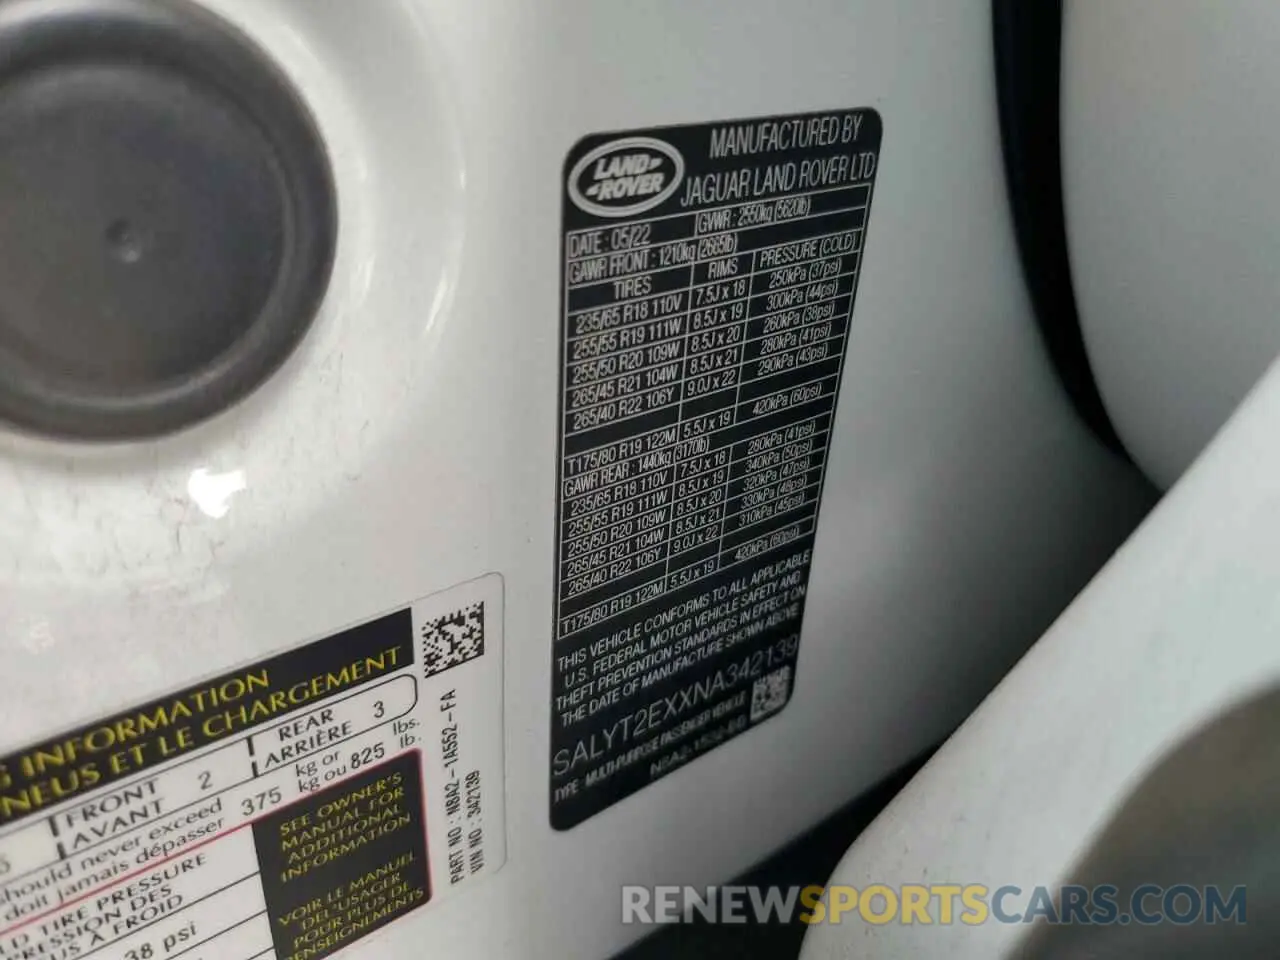 LAND ROVER
MANUFACTURED BY
JAGUAR LAND ROVER LTD
DATE : 05/22 GVWR : 2550kg (5620lb)
GAWR FRONT : 1210kg (2665lb)
TIRES RIMS PRESSURE (COLD)
235/65 R18 110V 7.5J x 18 250kPa (37psi)
255/55 R19 111W 8.5J x 19 300kPa (44psi)
255/50 R20 109W 8.5J x 20 260kPa (38psi)
265/45 R21 104W 8.5J x 21 280kPa (41psi)
265/40 R22 106Y 9.0J x 22 290kPa (43psi)
T175/80 R19 122M 5.5J x 19 420kPa (60psi)
GAWR REAR : 1440kg (3170lb)
235/65 R18 110V 7.5J x 18 280kPa (41psi)
255/55 R19 111W 8.5J x 19 340kPa (50psi)
255/50 R20 109W 8.5J x 20 320kPa (47psi)
265/45 R21 104W 8.5J x 21 330kPa (48psi)
265/40 R22 106Y 9.0J x 22 310kPa (45psi)
T175/80 R19 122M 5.5J x 19 420kPa (60psi)
THIS VEHICLE CONFORMS TO ALL APPLICABLE
U.S. FEDERAL MOTOR VEHICLE SAFETY AND
THEFT PREVENTION STANDARDS IN EFFECT ON
THE DATE OF MANUFACTURE SHOWN ABOVE
SALYT2EXXNA342139
TYPE : MULTI-PURPOSE PASSENGER VEHICLE
INFORMATION
ET LE CHARGEMENT
FRONT 2 REAR 3
AVANT ARRIÈRE
should never exceed 375 kg or 825 lbs.
doit jamais dépasser kg ou lb.
TIRE PRESSURE
DES
À FROID
38 psi
SEE OWNER'S
MANUAL FOR
ADDITIONAL
INFORMATION
VOIR LE MANUEL
DE L'USAGER
POUR PLUS DE
RENSEIGNEMENTS
PART NO : N8A2-1A552-FA
VIN NO : 342139
RENEWSPORTSCARS.COM